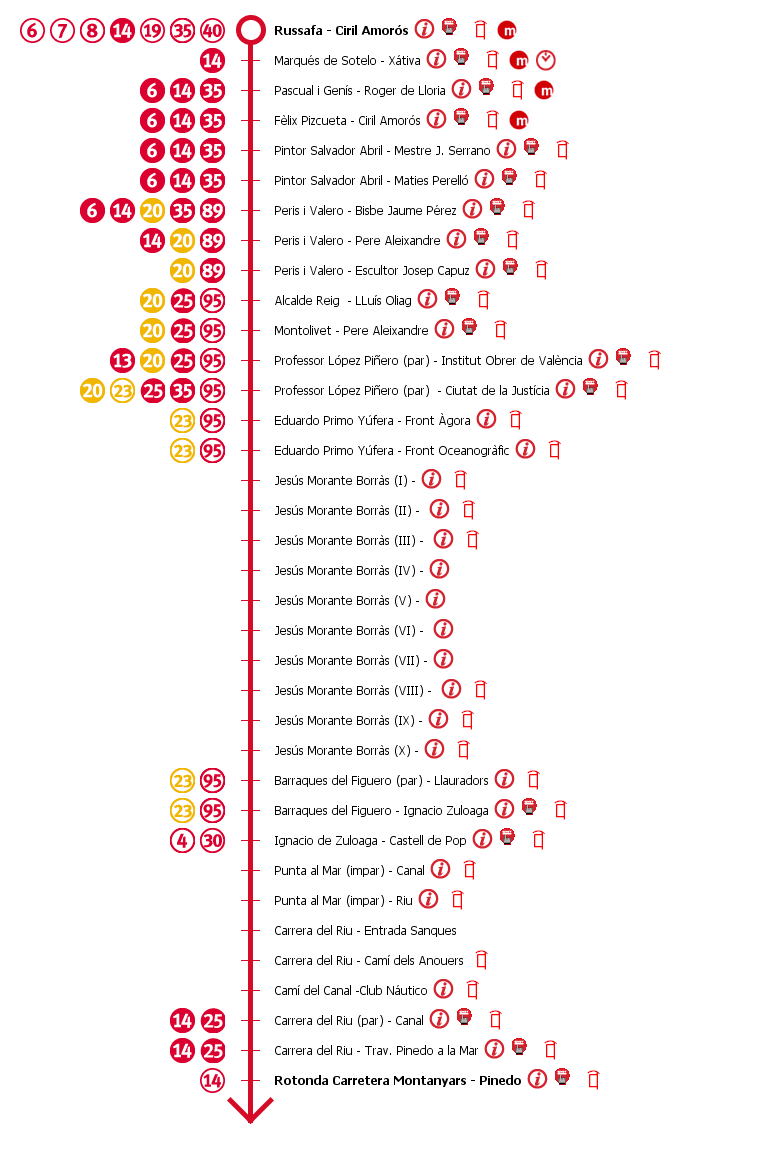 6 7 8 14 19 35 40 Russafa - Ciril Amorós i m
14 Marqués de Sotelo - Xátiva i m
6 14 35 Pascual i Genís - Roger de Lloria i m
6 14 35 Fèlix Pizcueta - Ciril Amorós i m
6 14 35 Pintor Salvador Abril - Mestre J. Serrano i
6 14 35 Pintor Salvador Abril - Maties Perelló i
6 14 20 35 89 Peris i Valero - Bisbe Jaume Pérez i
14 20 89 Peris i Valero - Pere Aleixandre i
20 89 Peris i Valero - Escultor Josep Capuz i
20 25 95 Alcalde Reig - LLuís Oliag i
20 25 95 Montolivet - Pere Aleixandre i
13 20 25 95 Professor López Piñero (par) - Institut Obrer de València i
20 23 25 35 95 Professor López Piñero (par) - Ciutat de la Justícia i
23 95 Eduardo Primo Yúfera - Front Àgora i
23 95 Eduardo Primo Yúfera - Front Oceanogràfic i
Jesús Morante Borràs (I) - i
Jesús Morante Borràs (II) - i
Jesús Morante Borràs (III) - i
Jesús Morante Borràs (IV) - i
Jesús Morante Borràs (V) - i
Jesús Morante Borràs (VI) - i
Jesús Morante Borràs (VII) - i
Jesús Morante Borràs (VIII) - i
Jesús Morante Borràs (IX) - i
Jesús Morante Borràs (X) - i
23 95 Barraques del Figuero (par) - Llauradors i
23 95 Barraques del Figuero - Ignacio Zuloaga i
4 30 Ignacio de Zuloaga - Castell de Pop i
Punta al Mar (impar) - Canal i
Punta al Mar (impar) - Riu i
Carrera del Riu - Entrada Sanques
Carrera del Riu - Camí dels Anouers
Camí del Canal -Club Náutico i
14 25 Carrera del Riu (par) - Canal i
14 25 Carrera del Riu - Trav. Pinedo a la Mar i
14 Rotonda Carretera Montanyars - Pinedo i